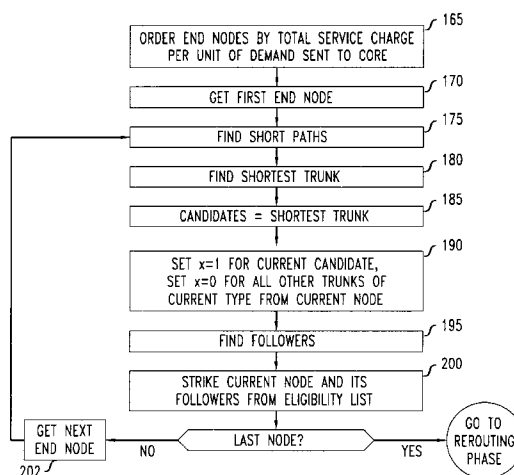 165
ORDER END NODES BY TOTAL SERVICE CHARGE
PER UNIT OF DEMAND SENT TO CORE
170
GET FIRST END NODE
175
FIND SHORT PATHS
180
FIND SHORTEST TRUNK
185
CANDIDATES = SHORTEST TRUNK
190
SET x=1 FOR CURRENT CANDIDATE,
SET x=0 FOR ALL OTHER TRUNKS OF
CURRENT TYPE FROM CURRENT NODE
195
FIND FOLLOWERS
200
STRIKE CURRENT NODE AND ITS
FOLLOWERS FROM ELIGIBILITY LIST
GET NEXT
END NODE
202
NO
LAST NODE?
YES
GO TO
REROUTING
PHASE